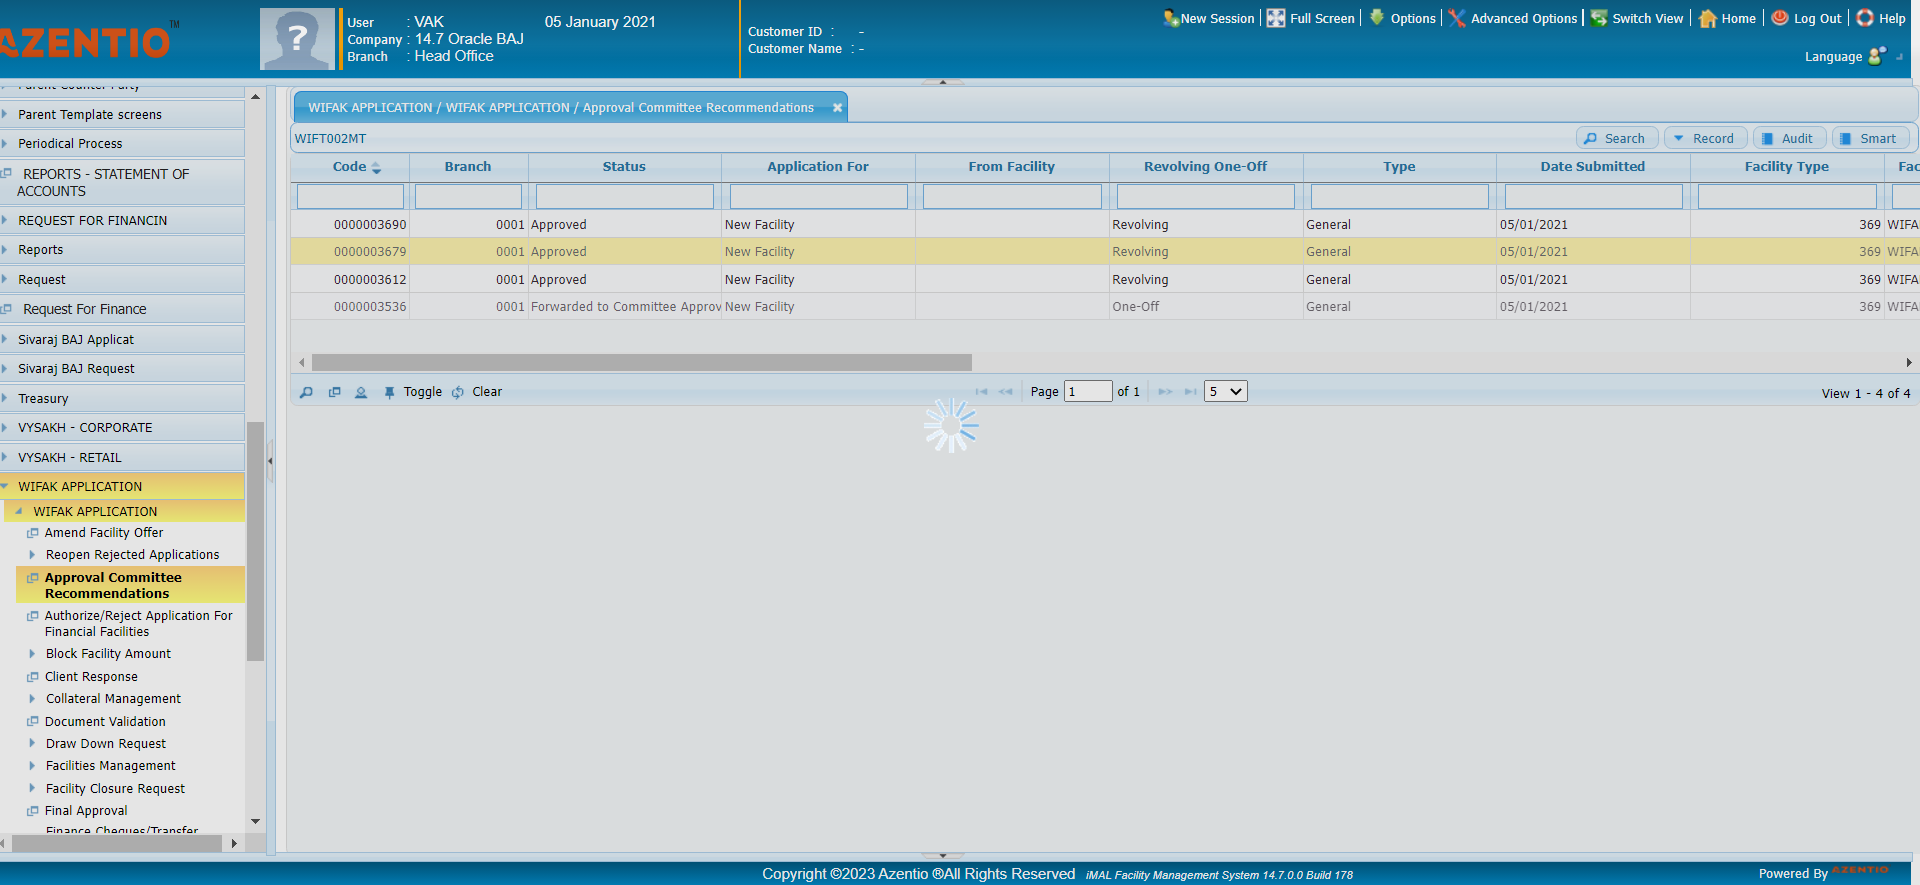 AZENTIO™
User : VAK 05 January 2021
Company : 14.7 Oracle BAJ
Branch : Head Office
Customer ID : -
Customer Name : -
New Session Full Screen Options Advanced Options Switch View Home Log Out Help
Language
Parent Counter Party
Parent Template screens
Periodical Process
REPORTS - STATEMENT OF
ACCOUNTS
REQUEST FOR FINANCIN
Reports
Request
Request For Finance
Sivaraj BAJ Applicat
Sivaraj BAJ Request
Treasury
VYSAKH - CORPORATE
VYSAKH - RETAIL
WIFAK APPLICATION
WIFAK APPLICATION
Amend Facility Offer
Reopen Rejected Applications
Approval Committee
Recommendations
Authorize/Reject Application For
Financial Facilities
Block Facility Amount
Client Response
Collateral Management
Document Validation
Draw Down Request
Facilities Management
Facility Closure Request
Final Approval
Finance Cheques/Transfer
WIFAK APPLICATION / WIFAK APPLICATION / Approval Committee Recommendations
WIFT002MT Search Record Audit Smart
Code Branch Status Application For From Facility Revolving One-Off Type Date Submitted Facility Type Fac
0000003690 0001 Approved New Facility Revolving General 05/01/2021 369 WIFA
0000003679 0001 Approved New Facility Revolving General 05/01/2021 369 WIFA
0000003612 0001 Approved New Facility Revolving General 05/01/2021 369 WIFA
0000003536 0001 Forwarded to Committee Approv New Facility One-Off General 05/01/2021 369 WIFA
Toggle Clear Page 1 of 1 5 View 1 - 4 of 4
Copyright ©2023 Azentio ®All Rights Reserved iMAL Facility Management System 14.7.0.0 Build 178 Powered By AZENTIO